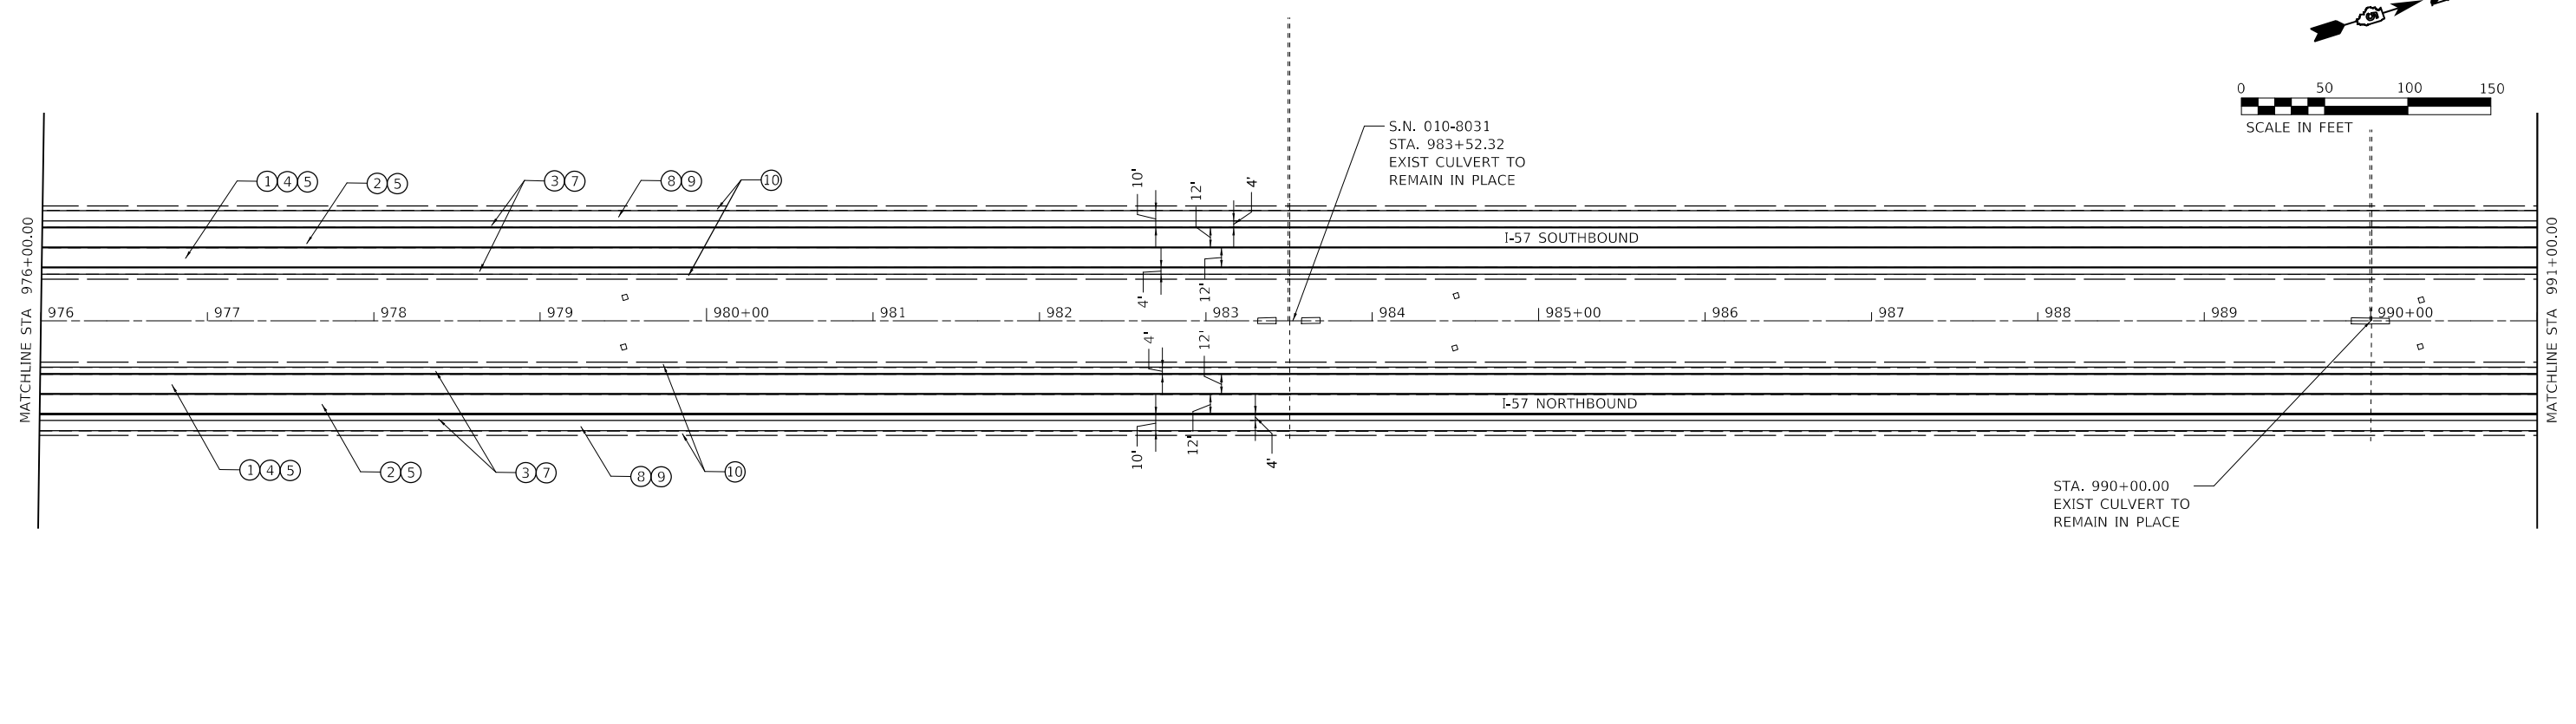 0 50 100 150
SCALE IN FEET
S.N. 010-8031
STA. 983+52.32
EXIST CULVERT TO
REMAIN IN PLACE
1 4 5
2 5
3 7
8 9
10
10'
12'
4'
I-57 SOUTHBOUND
4'
12'
MATCHLINE STA 976+00.00
976 977 978 979 980+00 981 982 983 984 985+00 986 987 988 989 990+00
MATCHLINE STA 991+00.00
4'
12'
I-57 NORTHBOUND
10'
12'
4'
1 4 5
2 5
3 7
8 9
10
STA. 990+00.00
EXIST CULVERT TO
REMAIN IN PLACE